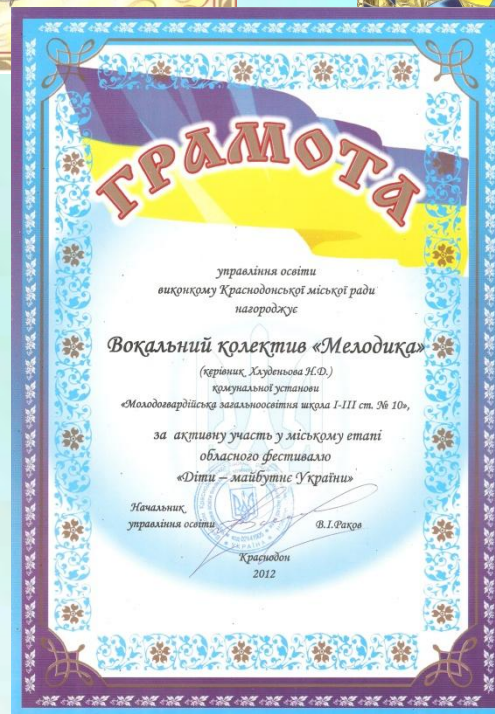 ГРАМОТА
управління освіти
виконкому Краснодонської міської ради
нагороджує
Вокальний колектив «Мелодика»
(керівник Хлуденьова Н.О.)
комунальної установи
«Молодогвардійська загальноосвітня школа І-ІІІ ст. № 10»,
за активну участь у міському етапі
обласного фестивалю
«Діти – майбутнє України»
Начальник
управління освіти В.І.Раков
Краснодон
2012